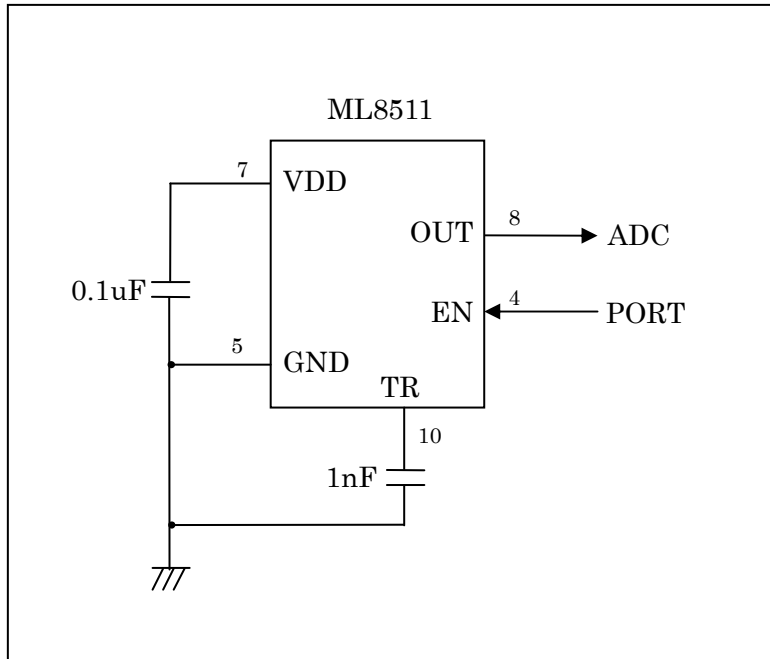 ML8511
7
VDD
OUT
8
ADC
0.1uF
EN
4
PORT
5
GND
TR
10
1nF